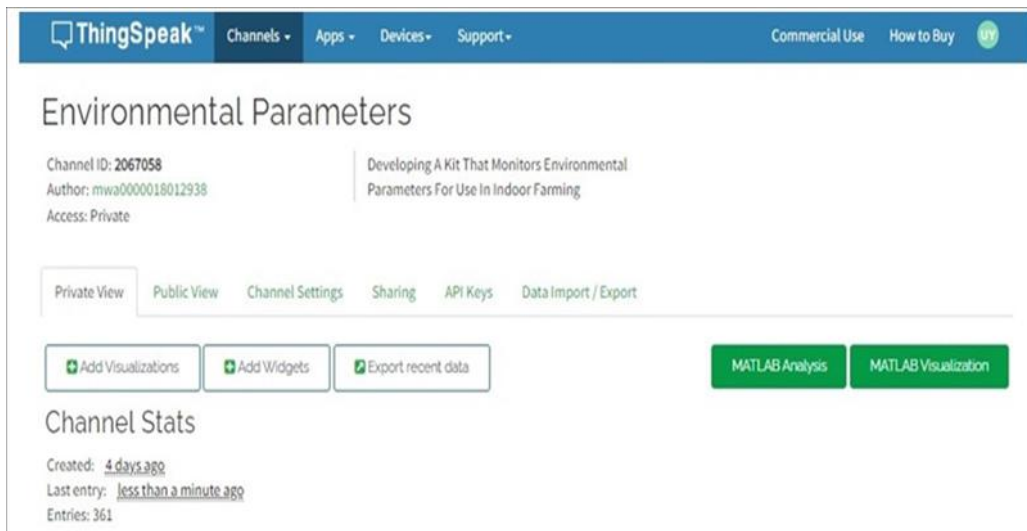 ThingSpeak™ Channels Apps Devices Support Commercial Use How to Buy UY
Environmental Parameters
Channel ID: 2067058
Author: mwa0000018012938
Access: Private
Developing A Kit That Monitors Environmental
Parameters For Use In Indoor Farming
Private View Public View Channel Settings Sharing API Keys Data Import / Export
Add Visualizations Add Widgets Export recent data MATLAB Analysis MATLAB Visualization
Channel Stats
Created: 4 days ago
Last entry: less than a minute ago
Entries: 361